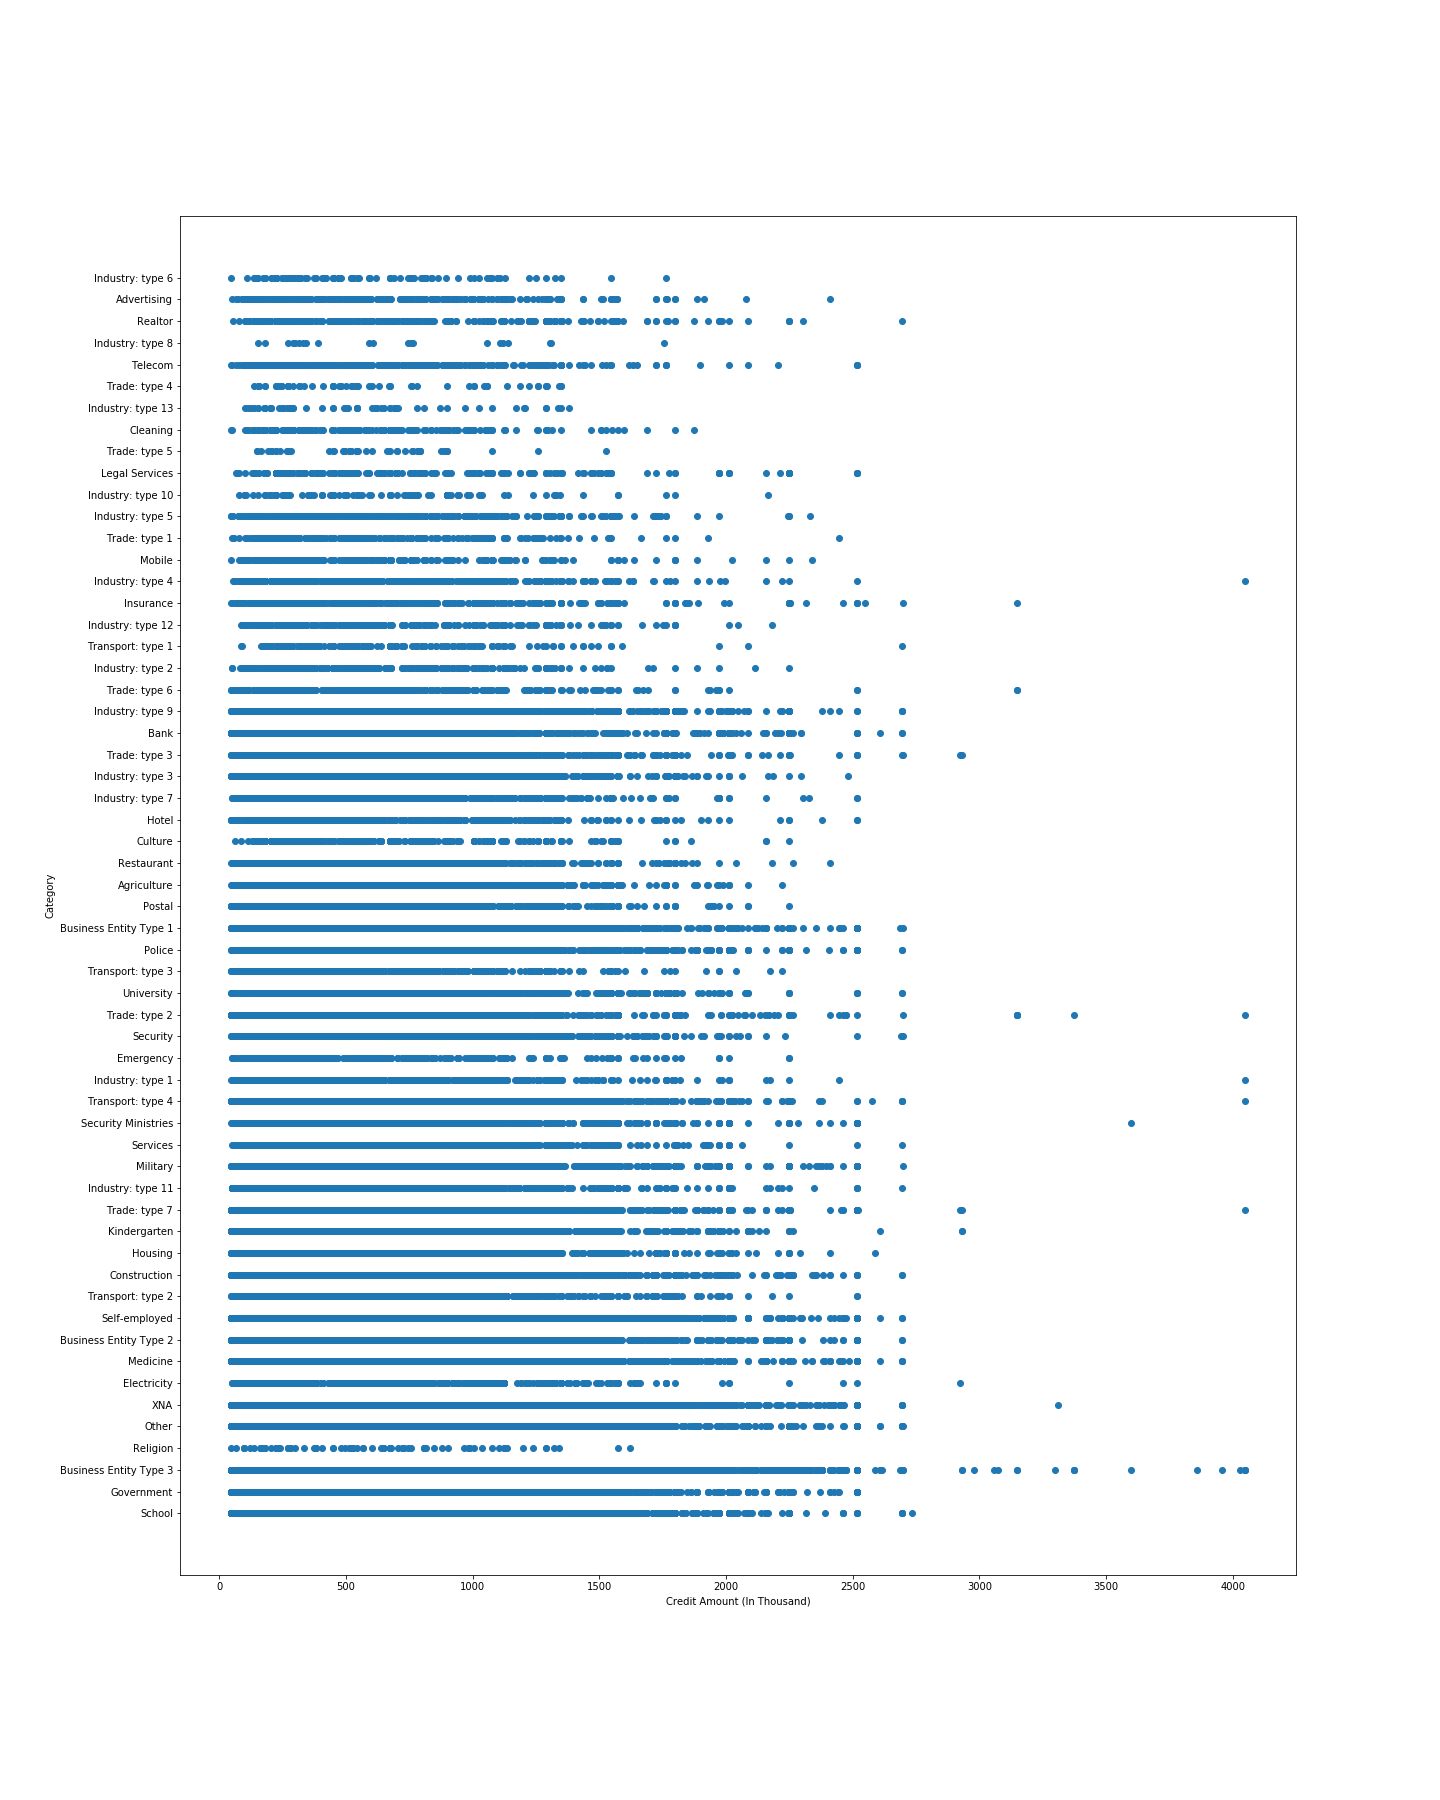 Industry: type 6
Advertising
Realtor
Industry: type 8
Telecom
Trade: type 4
Industry: type 13
Cleaning
Trade: type 5
Legal Services
Industry: type 10
Industry: type 5
Trade: type 1
Mobile
Industry: type 4
Insurance
Industry: type 12
Transport: type 1
Industry: type 2
Trade: type 6
Industry: type 9
Bank
Trade: type 3
Industry: type 3
Industry: type 7
Hotel
Culture
Restaurant
Agriculture
Postal
Business Entity Type 1
Police
Transport: type 3
University
Trade: type 2
Security
Emergency
Industry: type 1
Transport: type 4
Security Ministries
Services
Military
Industry: type 11
Trade: type 7
Kindergarten
Housing
Construction
Transport: type 2
Self-employed
Business Entity Type 2
Medicine
Electricity
XNA
Other
Religion
Business Entity Type 3
Government
School
Category
0 500 1000 1500 2000 2500 3000 3500 4000
Credit Amount (In Thousand)